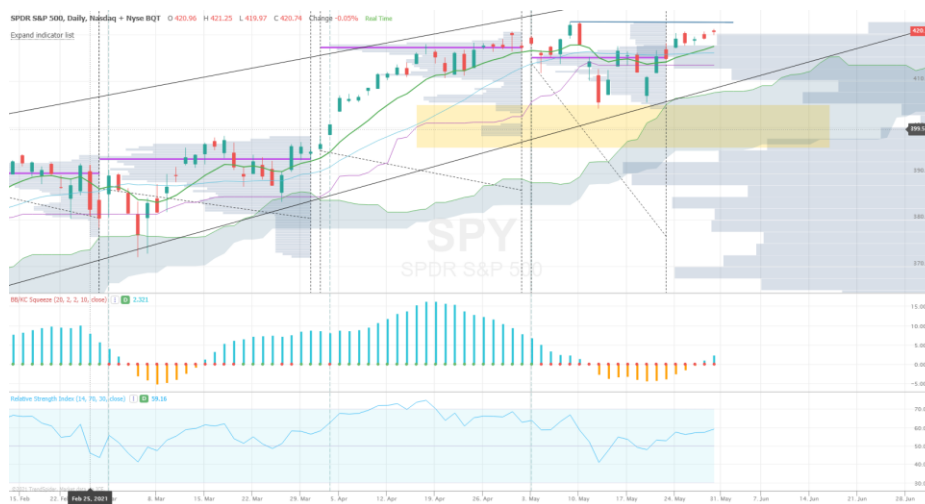 SPDR S&P 500, Daily, Nasdaq + Nyse BQT O 420.96 H 421.25 L 419.97 C 420.74 Change -0.05% Real Time
Expand indicator list
420.
410
399.5
390
380
370
SPY
SPDR S&P 500
BB/KC Squeeze (20, 2, 2, 10, close) 2.321
15.00
10.00
5.000
-5.00
Relative Strength Index (14, 70, 30, close) 59.16
70.0
60.0
50.0
40.0
15. Feb 22. Feb Feb 25, 2021 8. Mar 15. Mar 22. Mar 29. Mar 5. Apr 12. Apr 19. Apr 26. Apr 3. May 10. May 17. May 24. May 31. May 7. Jun 14. Jun 21. Jun 28. Jun